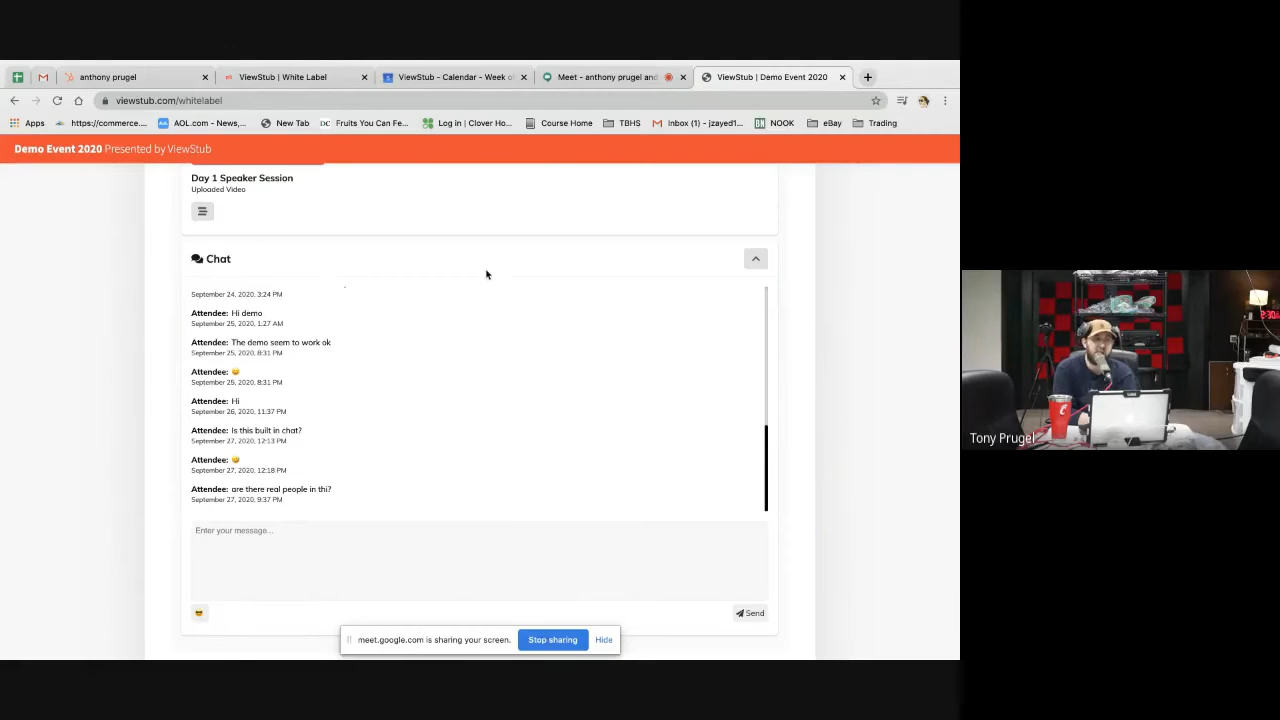 anthony prugel
ViewStub | White Label
ViewStub - Calendar - Week o
Meet - anthony prugel and
ViewStub | Demo Event 2020
viewstub.com/whitelabel
Apps
https://commerce....
AOL.com - News,...
New Tab
DC Fruits You Can Fe...
Log in | Clover Ho...
Course Home
TBHS
Inbox (1) - jzayed1...
NOOK
eBay
Trading
Demo Event 2020 Presented by ViewStub
Day 1 Speaker Session
Uploaded Video
Chat
September 24, 2020, 3:24 PM
Attendee: Hi demo
September 25, 2020, 1:27 AM
Attendee: The demo seem to work ok
September 25, 2020, 8:31 PM
Attendee: 😀
September 25, 2020, 8:31 PM
Attendee: Hi
September 26, 2020, 11:37 PM
Attendee: Is this built in chat?
September 27, 2020, 12:13 PM
Attendee: 😀
September 27, 2020, 12:18 PM
Attendee: are there real people in thi?
September 27, 2020, 9:37 PM
Enter your message...
Send
meet.google.com is sharing your screen.
Stop sharing
Hide
Tony Prugel